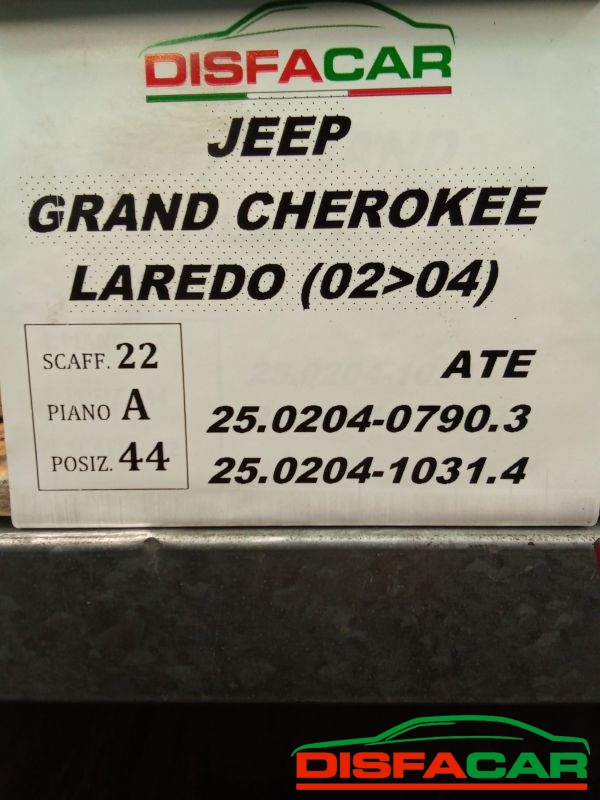 DISFACAR
JEEP
GRAND CHEROKEE
LAREDO (02>04)
SCAFF. 22
PIANO A
POSIZ. 44
ATE
25.0204-0790.3
25.0204-1031.4
DISFACAR